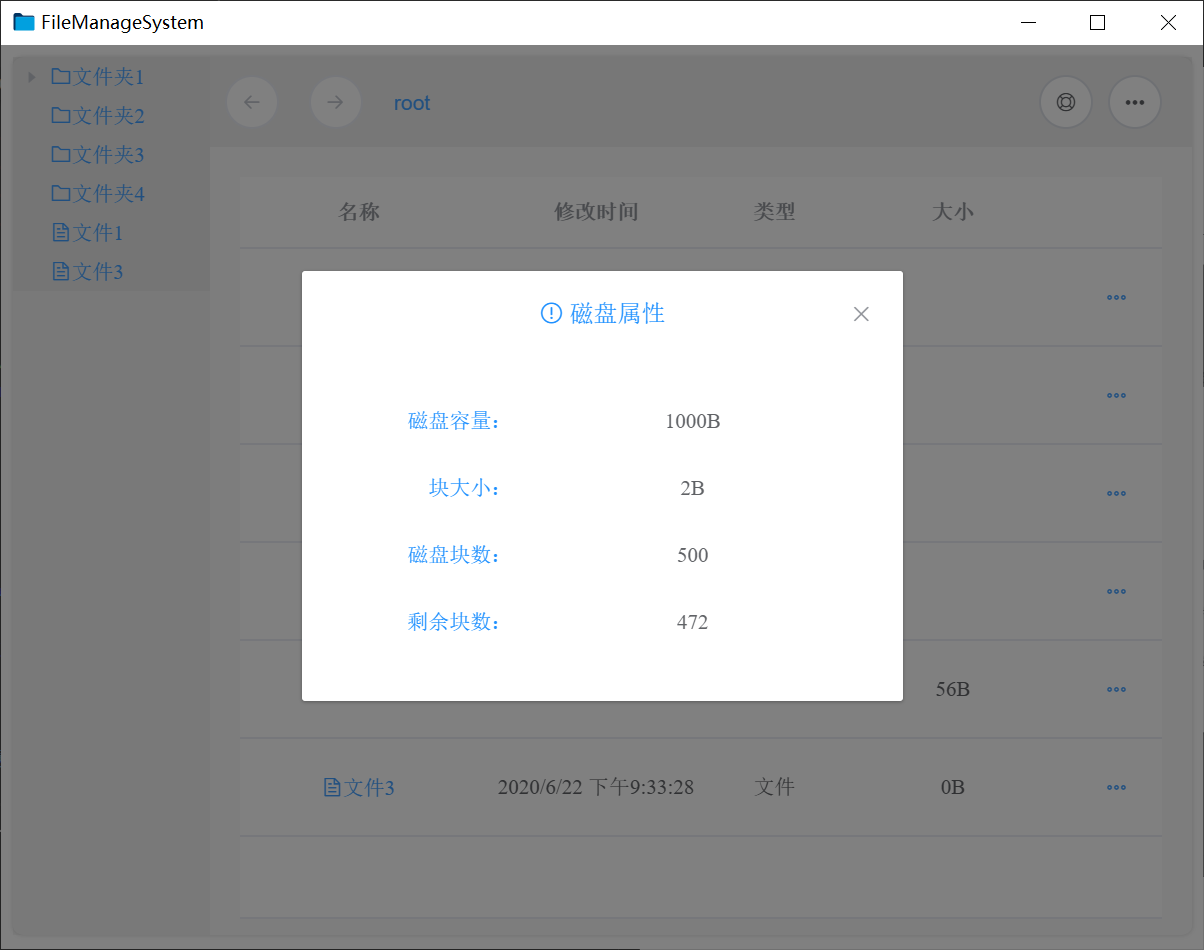 FileManageSystem
文件夹1
文件夹2
文件夹3
文件夹4
文件1
文件3
root
名称 修改时间 类型 大小
磁盘属性
磁盘容量： 1000B
块大小： 2B
磁盘块数： 500
剩余块数： 472
56B
文件3 2020/6/22 下午9:33:28 文件 0B